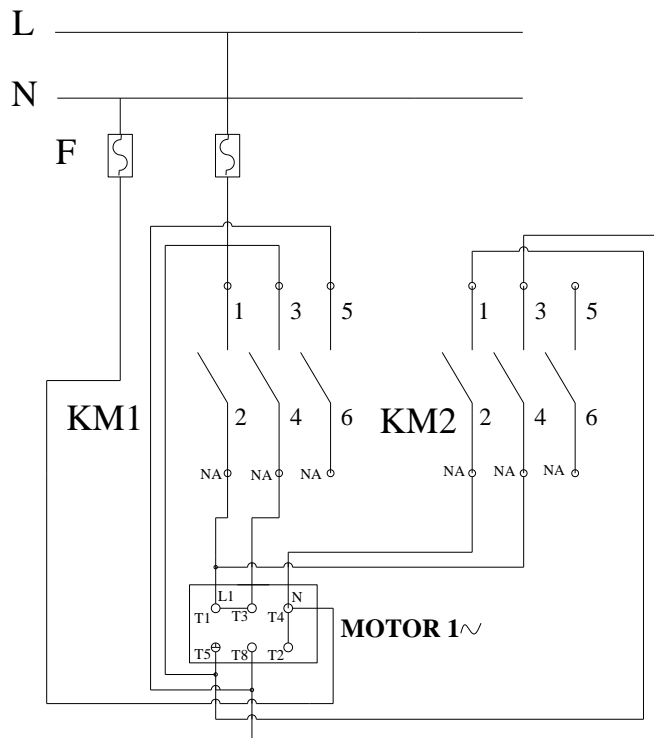 L
N
F
1 3 5 1 3 5
KM1 2 4 6 KM2 2 4 6
NA NA NA NA NA NA
L1 N
T1 T3 T4 MOTOR 1~
T5 T8 T2